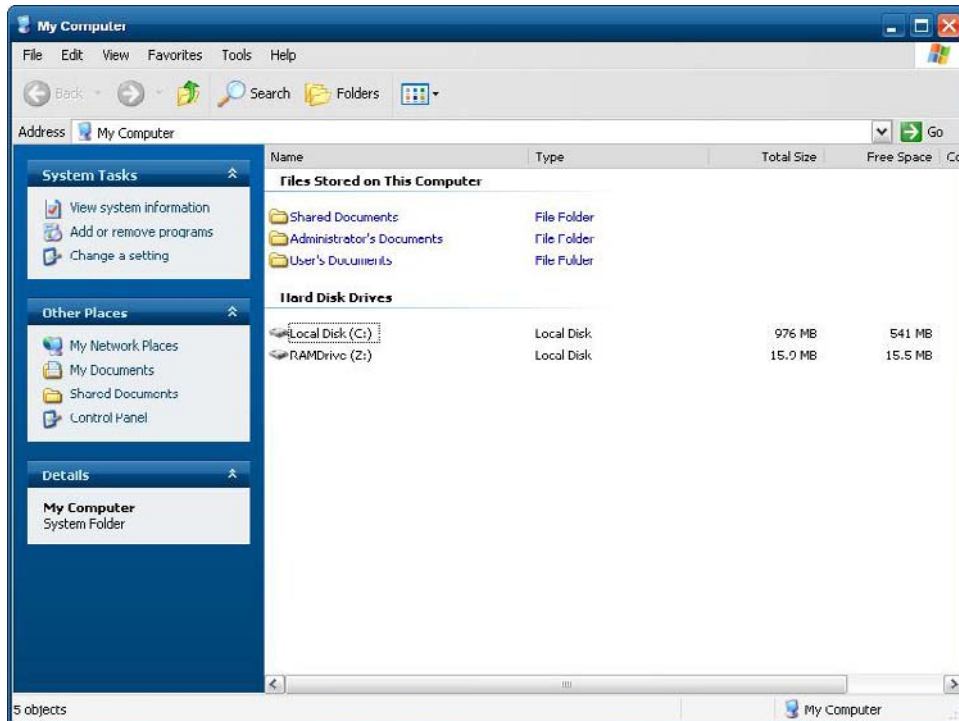 My Computer
File Edit View Favorites Tools Help
Back Search Folders
Address My Computer Go
Name Type Total Size Free Space Co
System Tasks
View system information
Add or remove programs
Change a setting
Other Places
My Network Places
My Documents
Shared Documents
Control Panel
Details
My Computer
System Folder
Files Stored on This Computer
Shared Documents File Folder
Administrator's Documents File Folder
User's Documents File Folder
Hard Disk Drives
Local Disk (C:) Local Disk 976 MB 541 MB
RAMDrive (Z:) Local Disk 15.9 MB 15.5 MB
5 objects My Computer